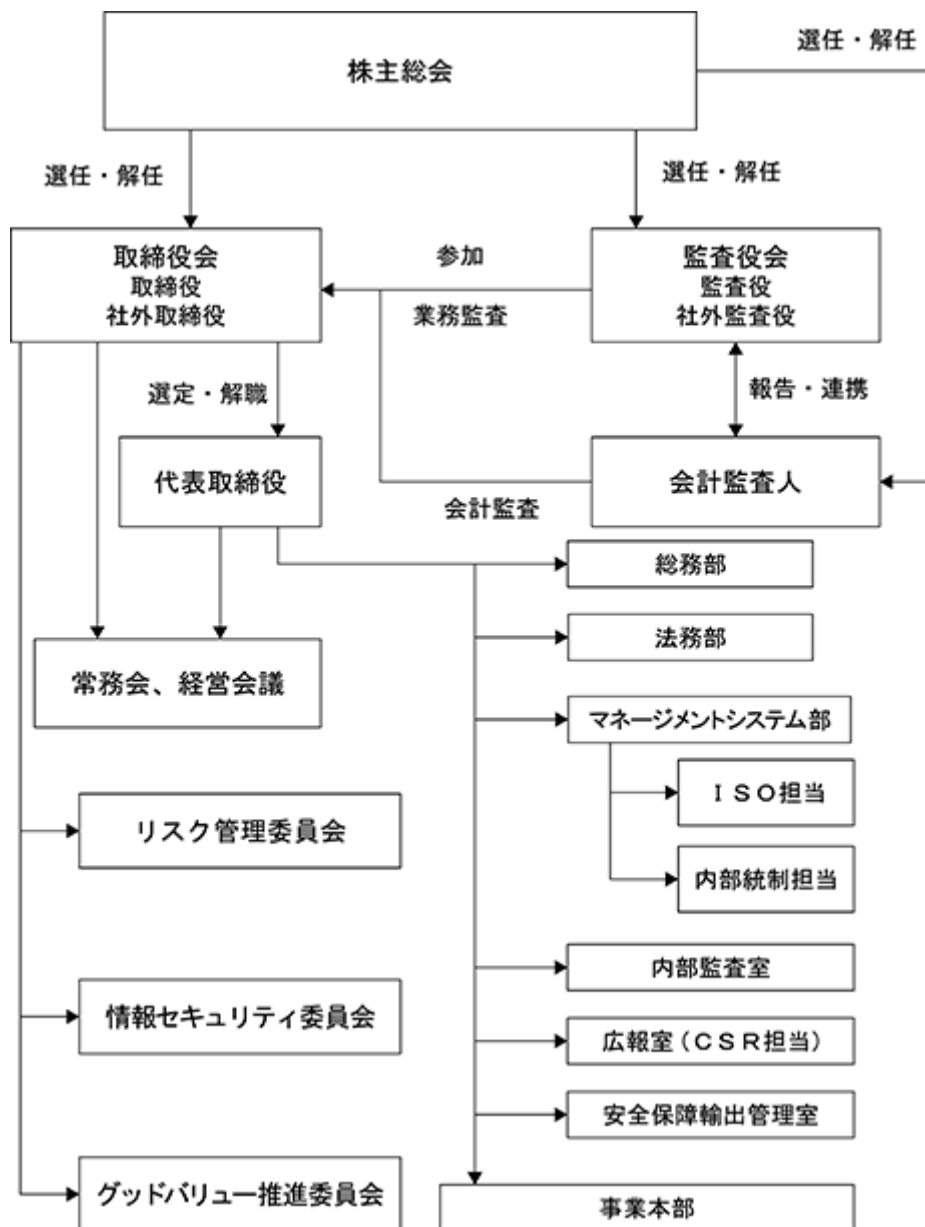 選任・解任
株主総会
選任・解任
選任・解任
取締役会
取締役
社外取締役
参加
業務監査
監査役会
監査役
社外監査役
選定・解職
報告・連携
代表取締役
会計監査人
会計監査
総務部
法務部
常務会、経営会議
マネージメントシステム部
ＩＳＯ担当
リスク管理委員会
内部統制担当
内部監査室
情報セキュリティ委員会
広報室（ＣＳＲ担当）
安全保障輸出管理室
グッドバリュー推進委員会
事業本部